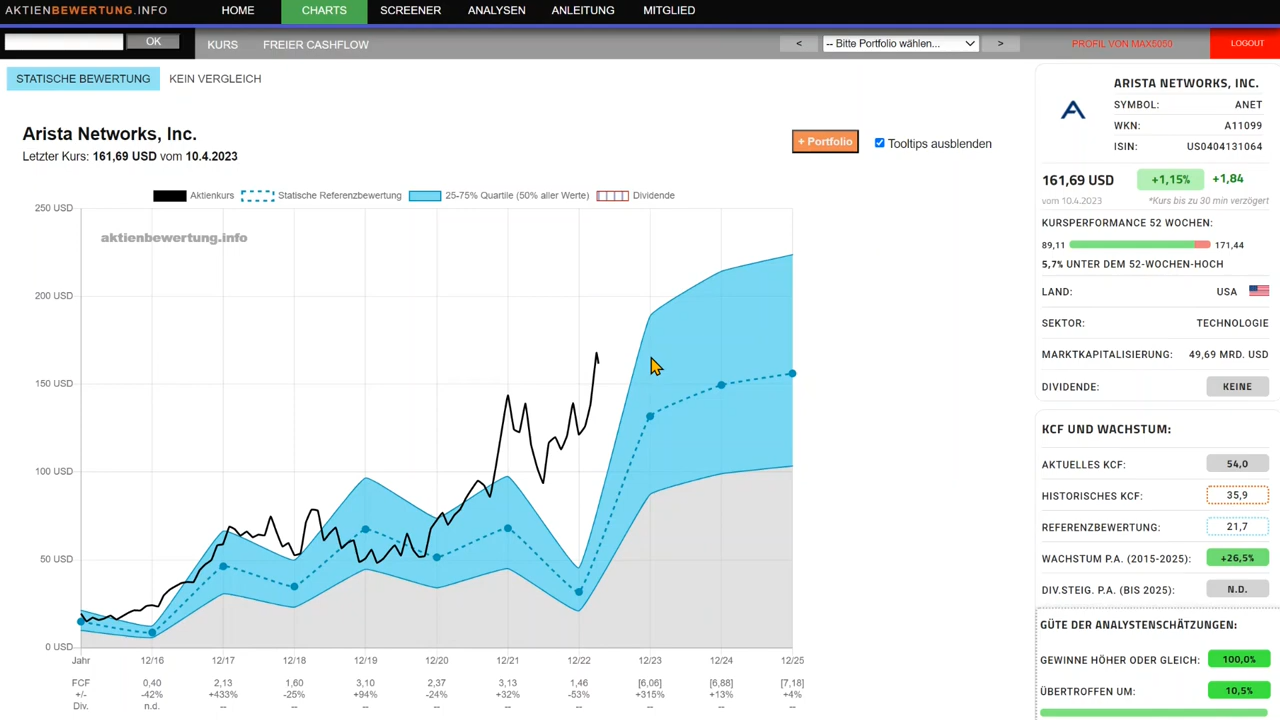 AKTIENBEWERTUNG.INFO HOME CHARTS SCREENER ANALYSEN ANLEITUNG MITGLIED
OK KURS FREIER CASHFLOW < -- Bitte Portfolio wählen... > PROFIL VON MAX5050 LOGOUT
STATISCHE BEWERTUNG KEIN VERGLEICH
Arista Networks, Inc.
Letzter Kurs: 161,69 USD vom 10.4.2023
+ Portfolio Tooltips ausblenden
Aktienkurs Statische Referenzbewertung 25-75% Quartile (50% aller Werte) Dividende
250 USD
aktienbewertung.info
200 USD
150 USD
100 USD
50 USD
0 USD
Jahr 12/16 12/17 12/18 12/19 12/20 12/21 12/22 12/23 12/24 12/25
FCF 0,40 2,13 1,60 3,10 2,37 3,13 1,46 [6,06] [6,88] [7,18]
+/- -42% +433% -25% +94% -24% +32% -53% +315% +13% +4%
Div. n.d. -- -- -- -- -- -- -- -- --
ARISTA NETWORKS, INC.
SYMBOL: ANET
WKN: A11099
ISIN: US0404131064
161,69 USD +1,15% +1,84
vom 10.4.2023 *Kurs bis zu 30 min verzögert
KURSPERFORMANCE 52 WOCHEN:
89,11 171,44
5,7% UNTER DEM 52-WOCHEN-HOCH
LAND: USA
SEKTOR: TECHNOLOGIE
MARKTKAPITALISIERUNG: 49,69 MRD. USD
DIVIDENDE: KEINE
KCF UND WACHSTUM:
AKTUELLES KCF: 54,0
HISTORISCHES KCF: 35,9
REFERENZBEWERTUNG: 21,7
WACHSTUM P.A. (2015-2025): +26,5%
DIV.STEIG. P.A. (BIS 2025): N.D.
GÜTE DER ANALYSTENSCHÄTZUNGEN:
GEWINNE HÖHER ODER GLEICH: 100,0%
ÜBERTROFFEN UM: 10,5%